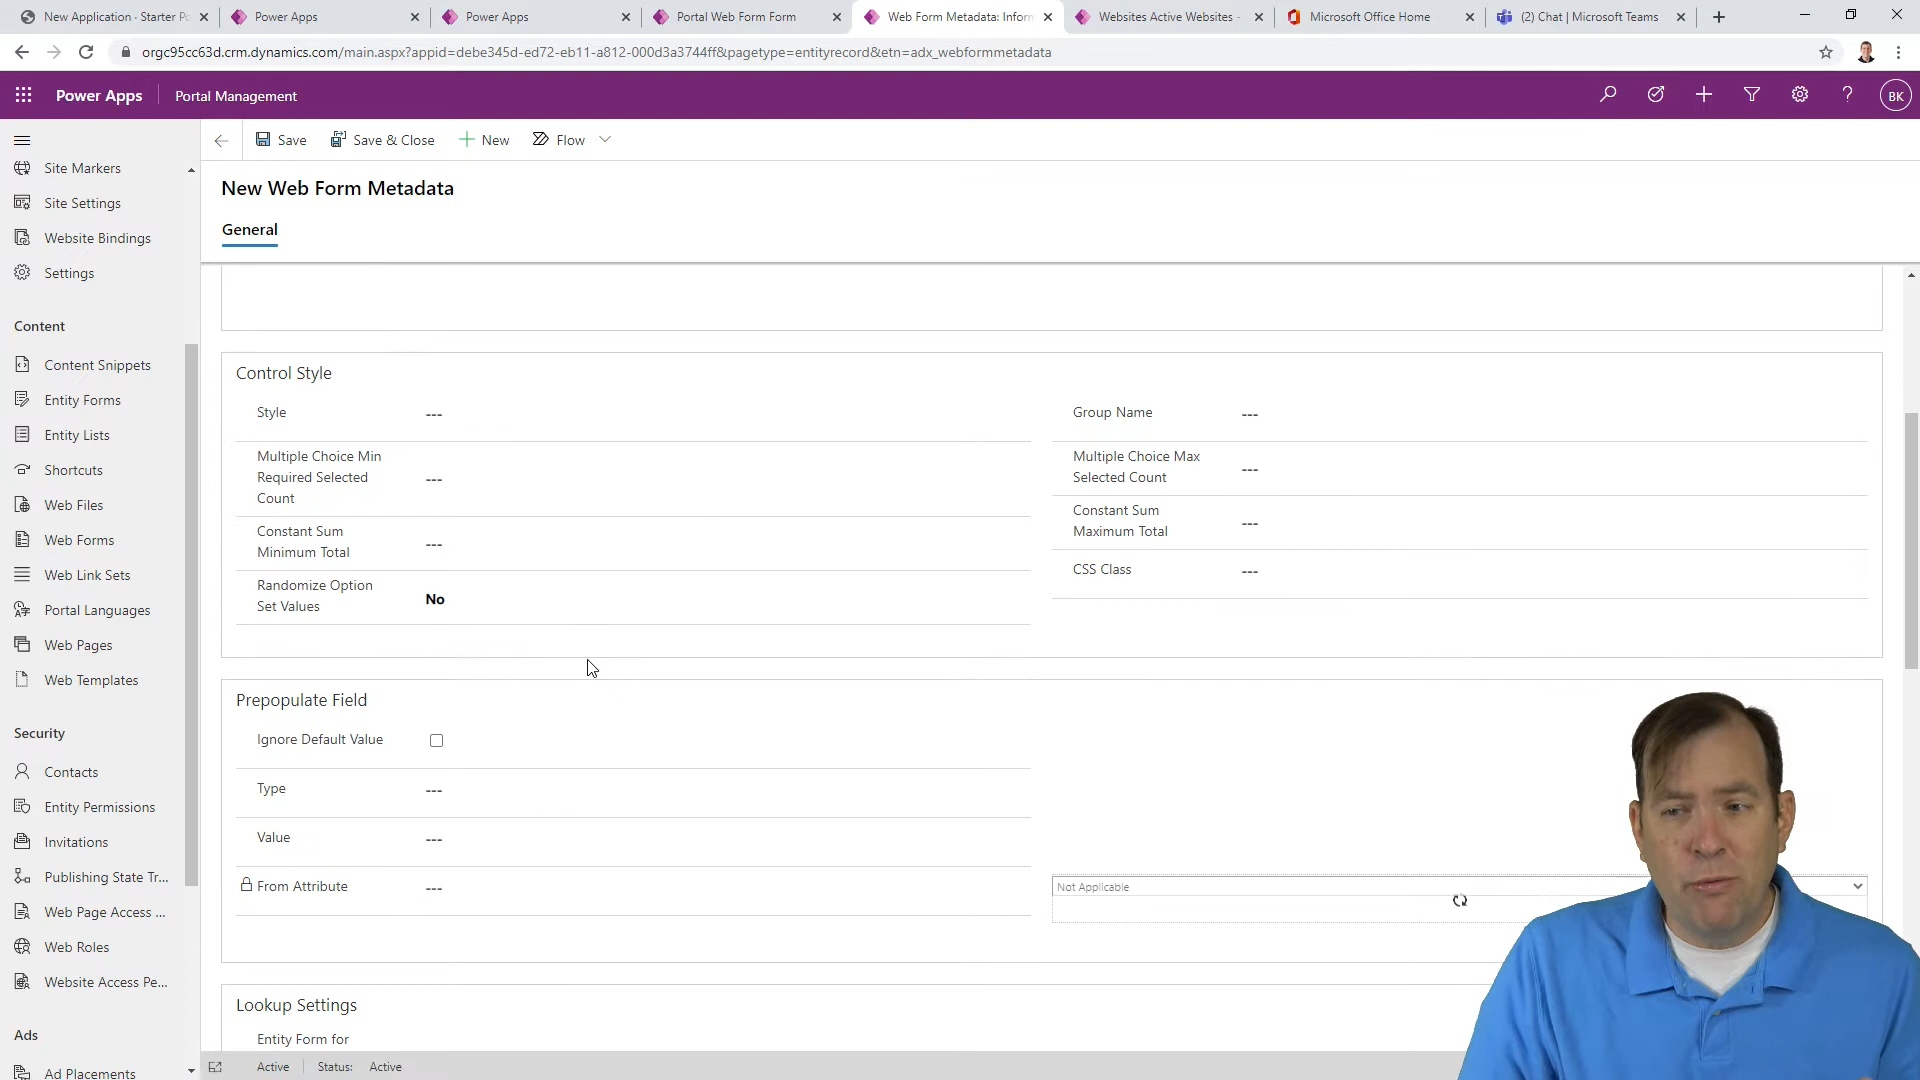 New Application · Starter Po
Power Apps
Power Apps
Portal Web Form Form
Web Form Metadata: Inform
Websites Active Websites -
Microsoft Office Home
(2) Chat | Microsoft Teams
orgc95cc63d.crm.dynamics.com/main.aspx?appid=debe345d-ed72-eb11-a812-000d3a3744ff&pagetype=entityrecord&etn=adx_webformmetadata
Power Apps
Portal Management
BK
Save
Save & Close
New
Flow
New Web Form Metadata
General
Site Markers
Site Settings
Website Bindings
Settings
Content
Content Snippets
Entity Forms
Entity Lists
Shortcuts
Web Files
Web Forms
Web Link Sets
Portal Languages
Web Pages
Web Templates
Security
Contacts
Entity Permissions
Invitations
Publishing State Tr...
Web Page Access ...
Web Roles
Website Access Pe...
Ads
Ad Placements
Control Style
Style
---
Multiple Choice Min
Required Selected
Count
---
Constant Sum
Minimum Total
---
Randomize Option
Set Values
No
Group Name
---
Multiple Choice Max
Selected Count
---
Constant Sum
Maximum Total
---
CSS Class
---
Prepopulate Field
Ignore Default Value
Type
---
Value
---
From Attribute
---
Not Applicable
Lookup Settings
Entity Form for
Active
Status:
Active